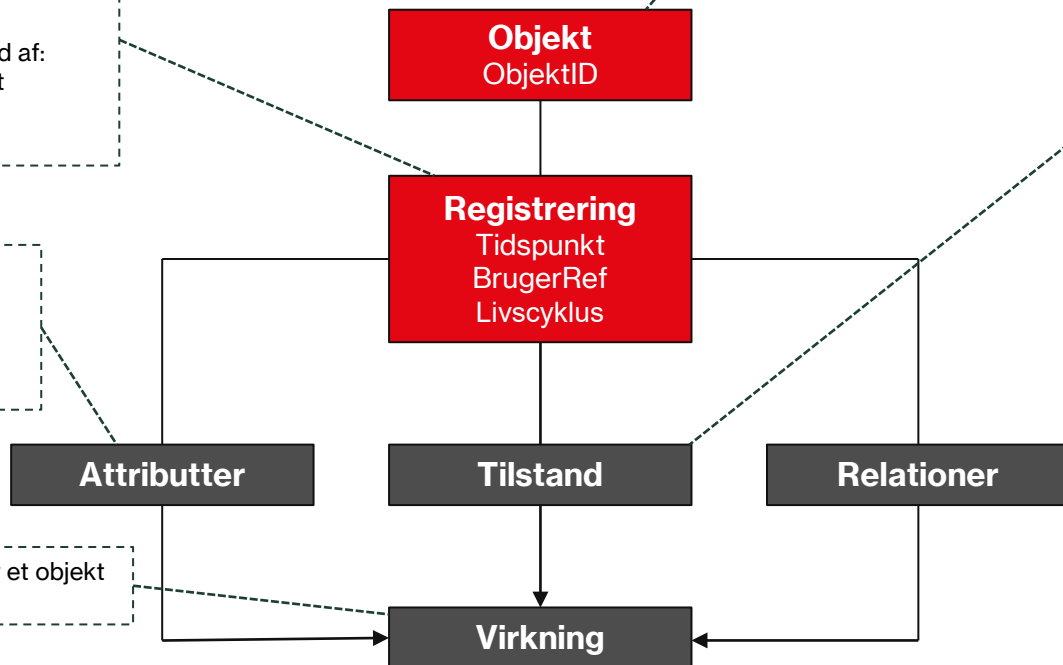 Objekt
ObjektID
d af:
t
Registrering
Tidspunkt
BrugerRef
Livscyklus
Attributter
Tilstand
Relationer
et objekt
Virkning